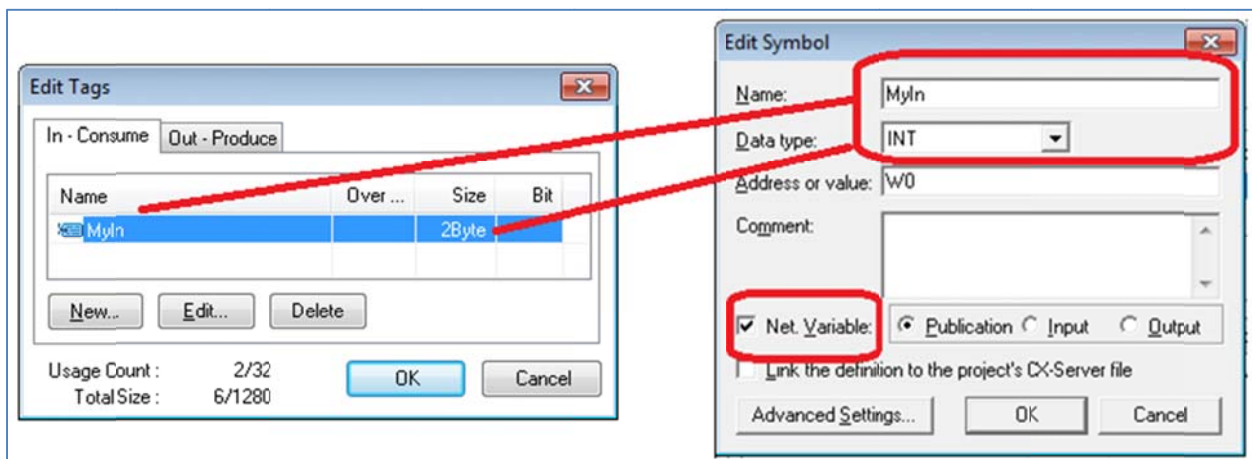 Edit Tags
In - Consume
Out - Produce
Name Over ... Size Bit
MyIn 2Byte
New... Edit... Delete
Usage Count : 2/32
Total Size : 6/1280
OK Cancel
Edit Symbol
Name: MyIn
Data type: INT
Address or value: W0
Comment:
Net. Variable: Publication Input Output
Link the definition to the project's CX-Server file
Advanced Settings... OK Cancel